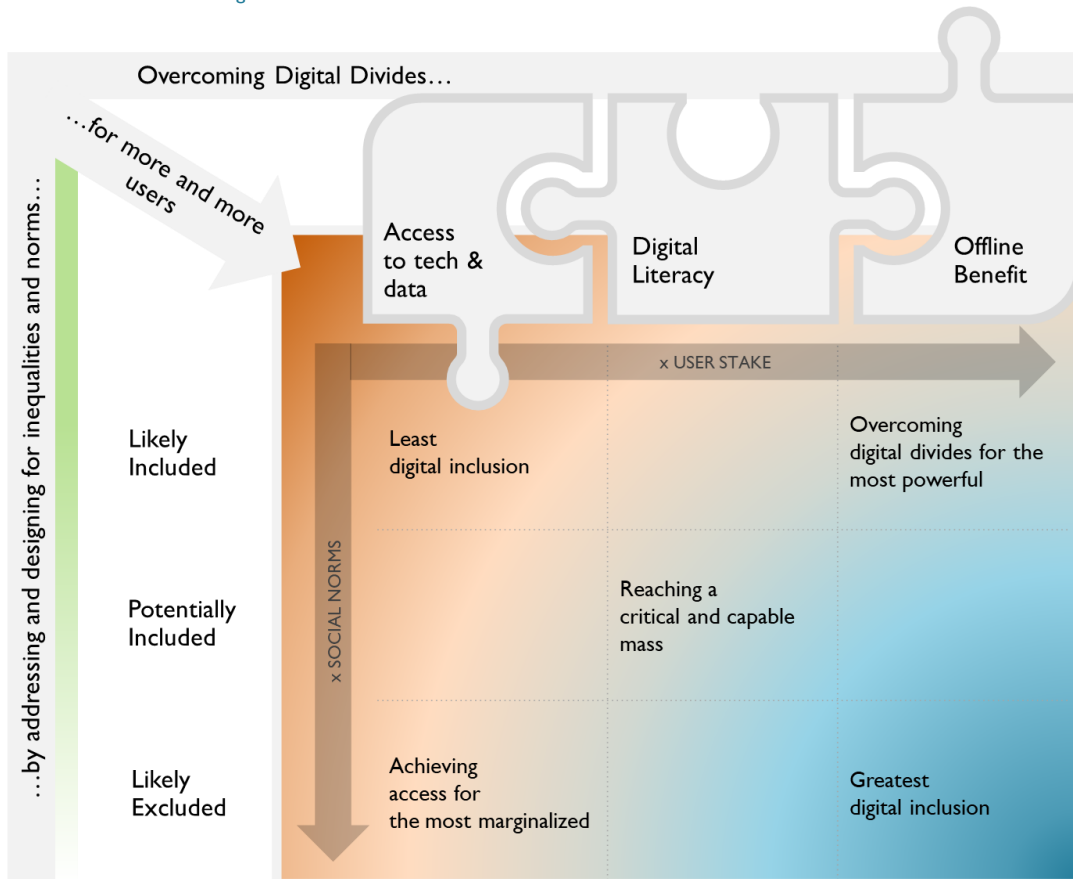 Overcoming Digital Divides…
…for more and more
users
…by addressing and designing for inequalities and norms…
Access
to tech &
data
Digital
Literacy
Offline
Benefit
x USER STAKE
x SOCIAL NORMS
Likely
Included
Least
digital inclusion
Overcoming
digital divides for the
most powerful
Potentially
Included
Reaching a
critical and capable
mass
Likely
Excluded
Achieving
access for
the most marginalized
Greatest
digital inclusion